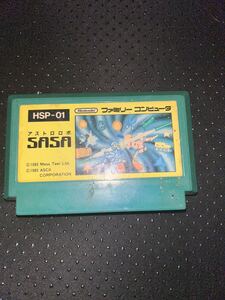 HSP-01
Nintendo
ファミリー コンピュータ
アストロロボ
SASA
©1985 Mass Tael Ltd.
©1985 ASCII
CORPORATION